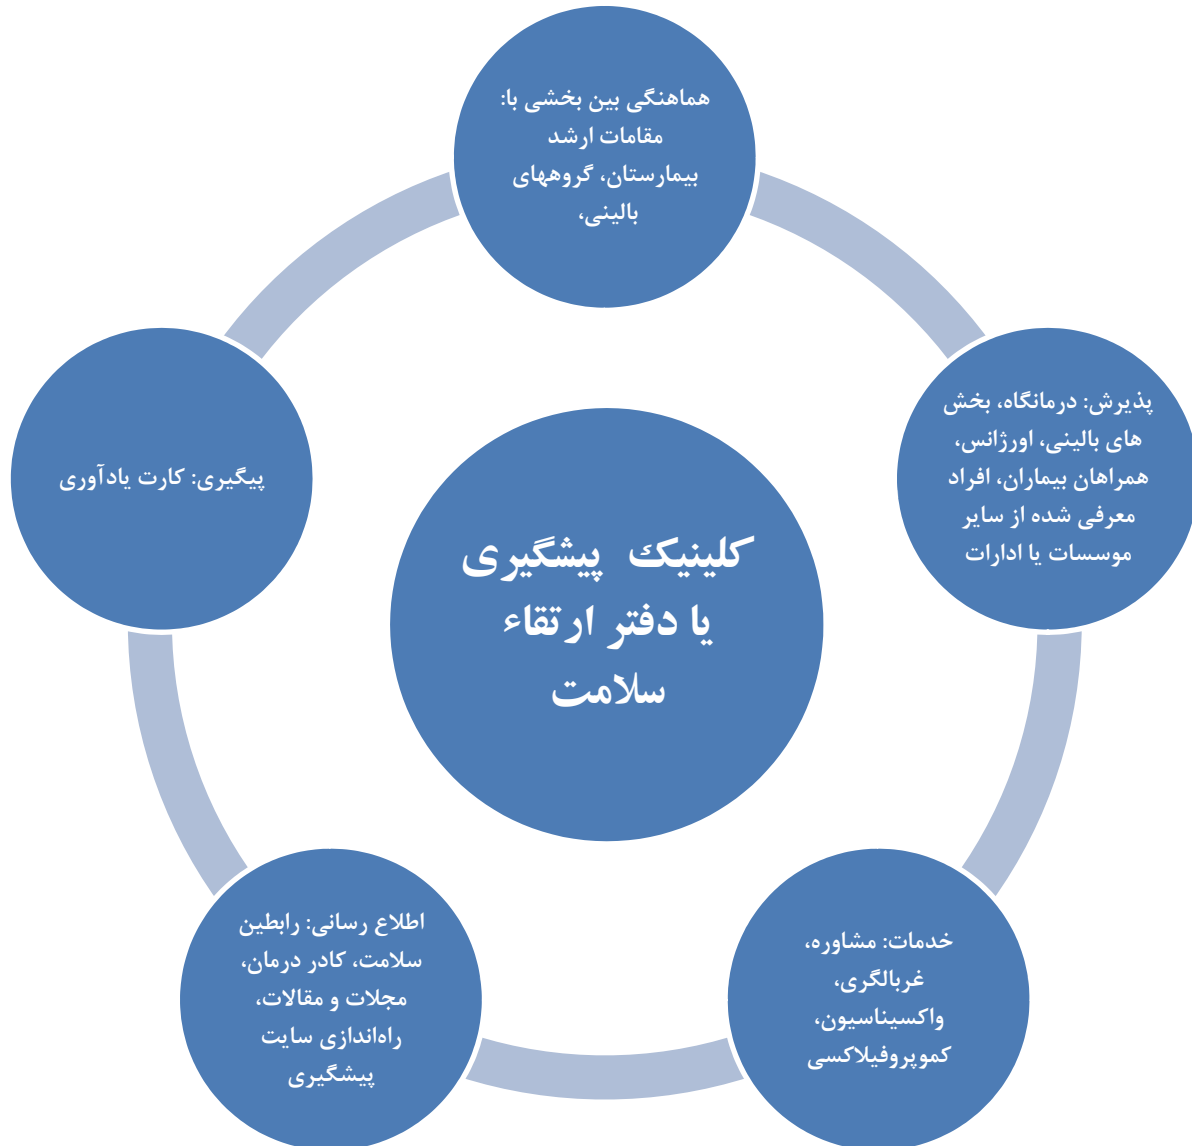 هماهنگی بین بخشی با:
مقامات ارشد
بیمارستان، گروههای
بالینی،
پذیرش: درمانگاه، بخش
های بالینی، اورژانس،
همراهان بیماران، افراد
معرفی شده از سایر
موسسات یا ادارات
پیگیری: کارت یادآوری
کلینیک پیشگیری
یا دفتر ارتقاء
سلامت
خدمات: مشاوره،
غربالگری،
واکسیناسیون،
کموپروفیلاکسی
اطلاع رسانی: رابطین
سلامت، کادر درمان،
مجلات و مقالات،
راه‌اندازی سایت
پیشگیری